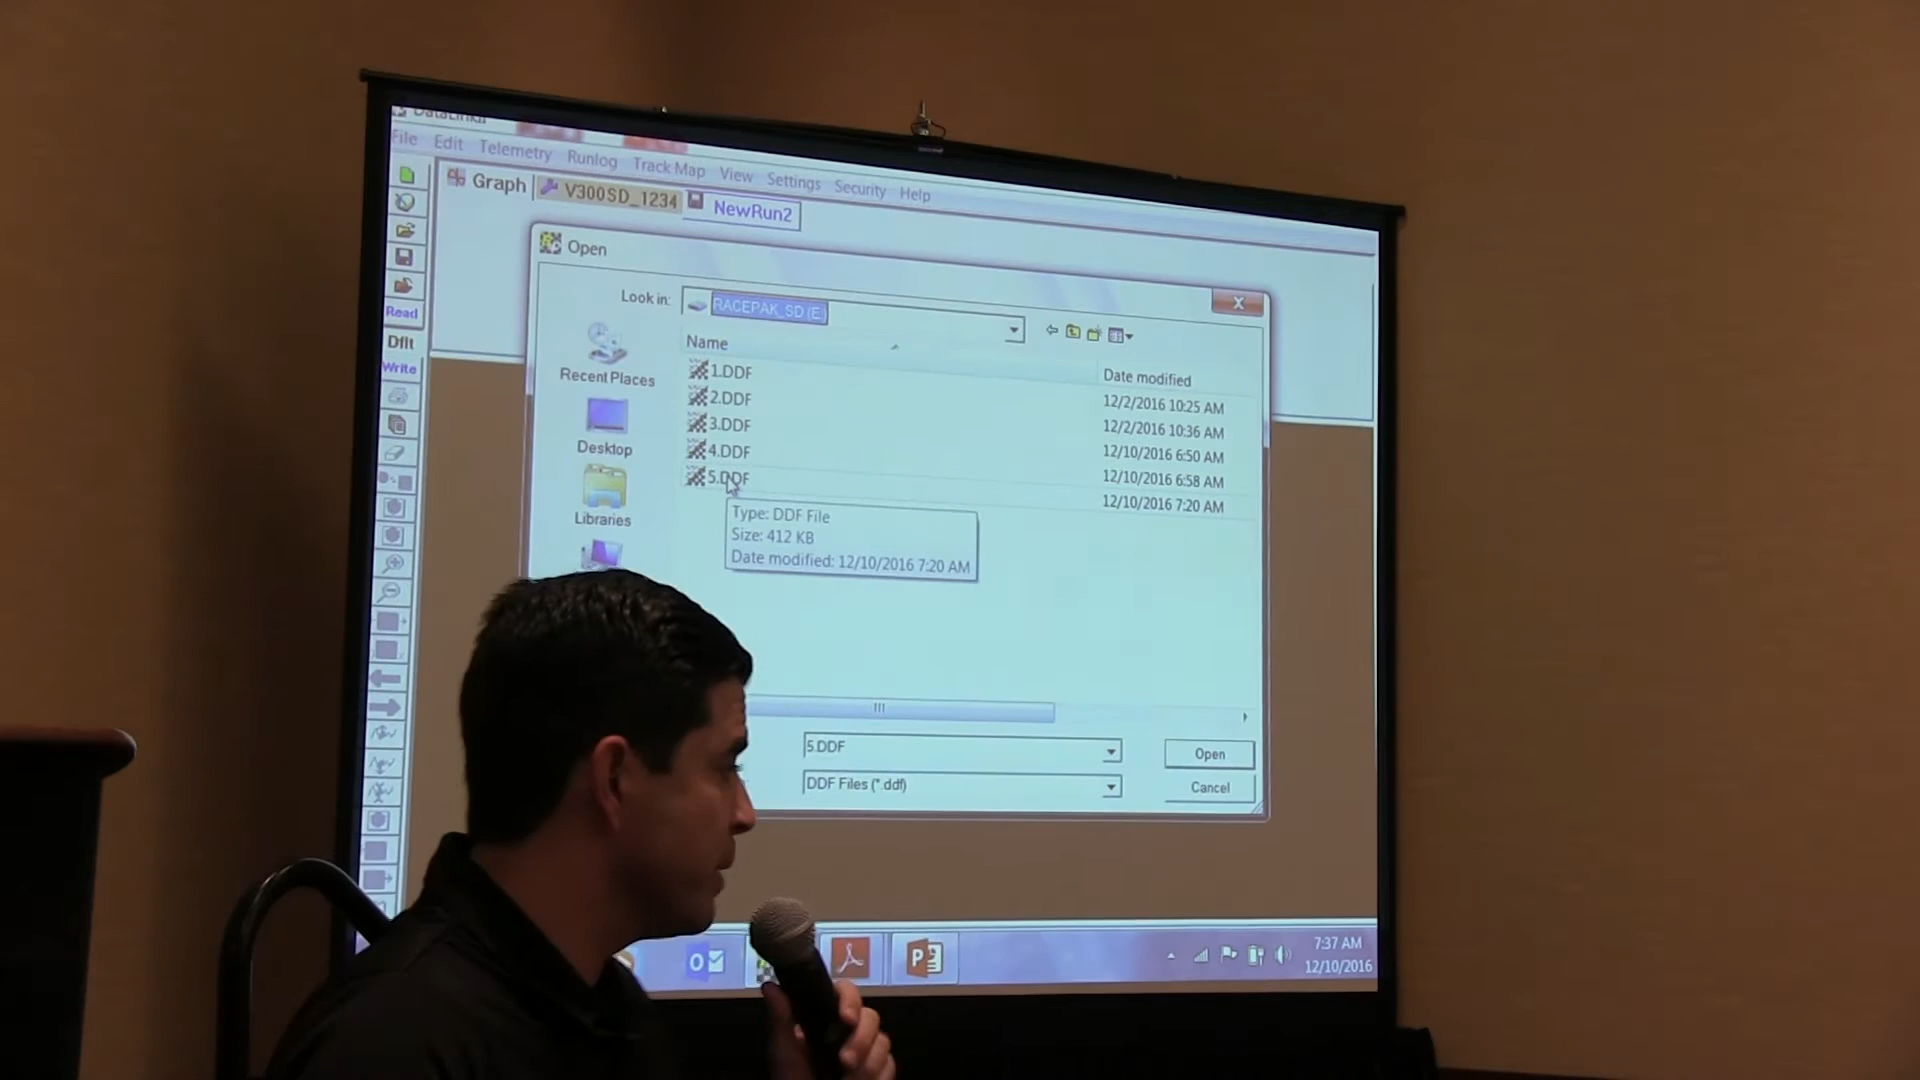 DataLinkII
File Edit Telemetry Runlog Track Map View Settings Security Help
Graph V300SD_1234 NewRun2
Open
Look in: RACEPAK_SD (E:)
Read
Dflt
Write
Name Date modified
1.DDF 12/2/2016 10:25 AM
2.DDF 12/2/2016 10:36 AM
3.DDF 12/10/2016 6:50 AM
4.DDF 12/10/2016 6:58 AM
5.DDF 12/10/2016 7:20 AM
Recent Places
Desktop
Libraries
Type: DDF File
Size: 412 KB
Date modified: 12/10/2016 7:20 AM
5.DDF Open
DDF Files (*.ddf) Cancel
7:37 AM
12/10/2016